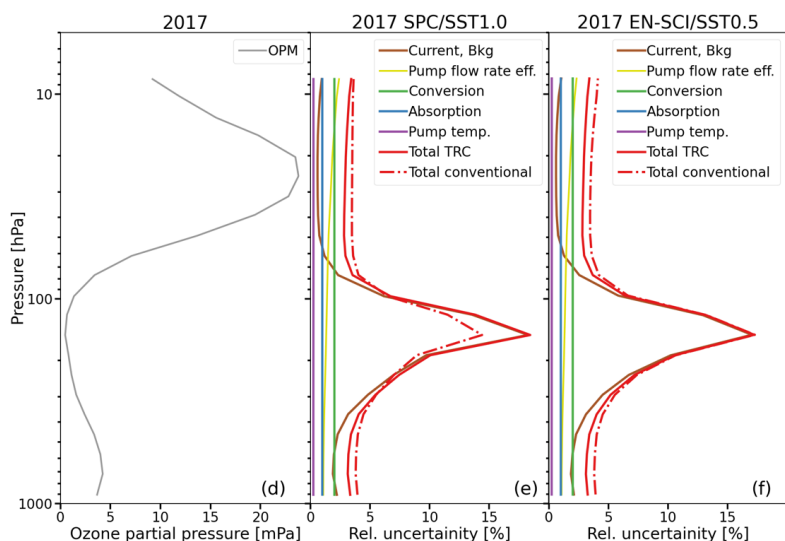 2017
2017 SPC/SST1.0
2017 EN-SCI/SST0.5
OPM
Current, Bkg
Pump flow rate eff.
Conversion
Absorption
Pump temp.
Total TRC
Total conventional
Current, Bkg
Pump flow rate eff.
Conversion
Absorption
Pump temp.
Total TRC
Total conventional
Pressure [hPa]
10
100
1000
(d)
(e)
(f)
0 5 10 15 20
0 5 10 15
0 5 10 15
Ozone partial pressure [mPa]
Rel. uncertainity [%]
Rel. uncertainity [%]